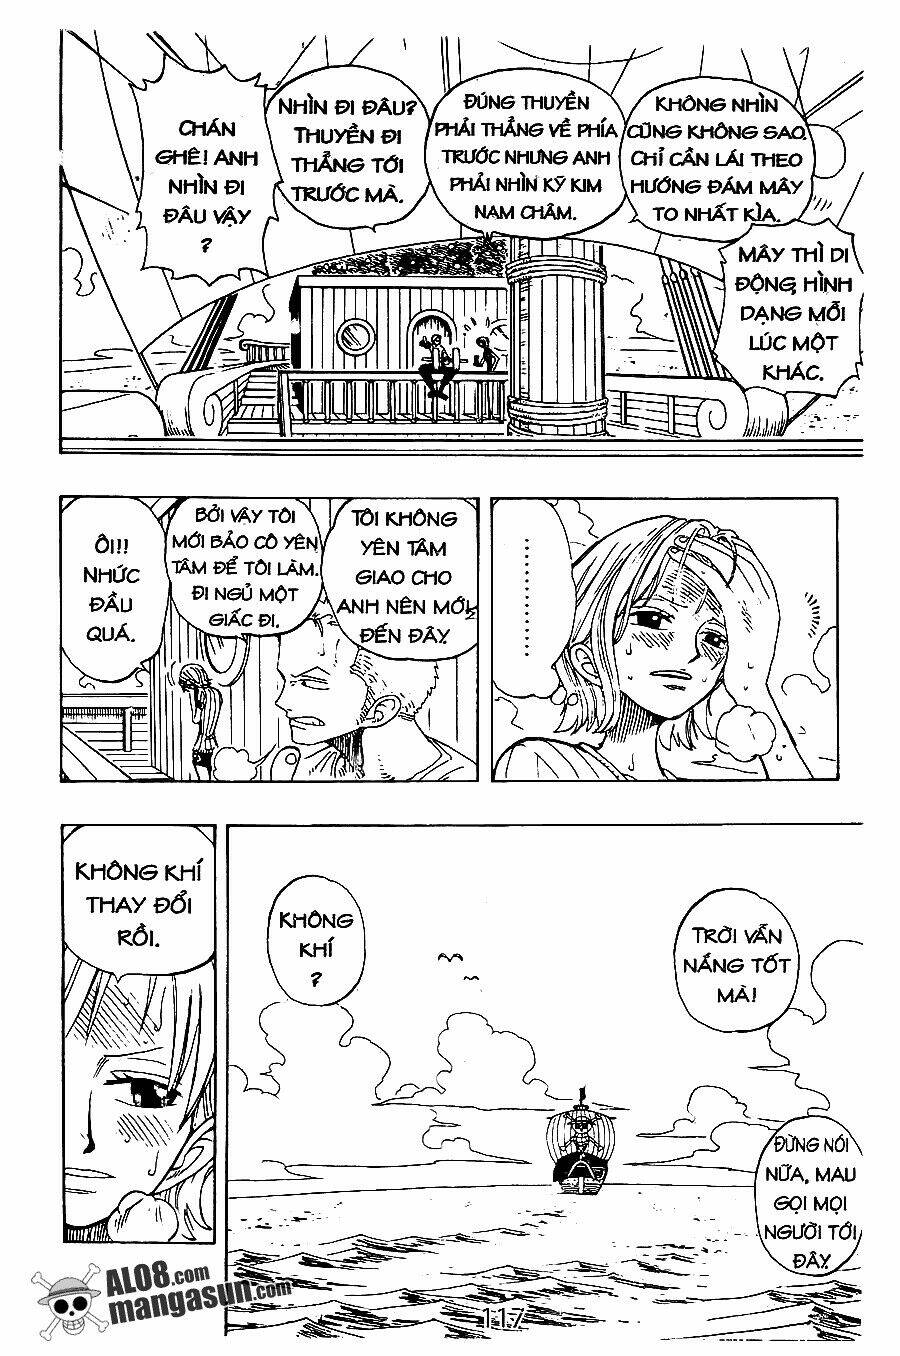 KHÔNG NHÌN
CŨNG KHÔNG SAO.
CHỈ CẦN LÁI THEO
HƯỚNG ĐÁM MÂY
TO NHẤT KÌA.
MÂY THÌ DI
ĐỘNG, HÌNH
DẠNG MỖI
LÚC MỘT
KHÁC.
ĐÚNG THUYỀN
PHẢI THẲNG VỀ PHÍA
TRƯỚC NHƯNG ANH
PHẢI NHÌN KỸ KIM
NAM CHÂM.
NHÌN ĐI ĐÂU?
THUYỀN ĐI
THẲNG TỚI
TRƯỚC MÀ.
CHÁN
GHÊ! ANH
NHÌN ĐI
ĐÂU VẬY
?
..........
TÔI KHÔNG
YÊN TÂM
GIAO CHO
ANH NÊN MỚI
ĐẾN ĐÂY.
BỞI VẬY TÔI
MỚI BẢO CÔ YÊN
TÂM ĐỂ TÔI LÀM.
ĐI NGỦ MỘT
GIẤC ĐI.
ÔI!!
NHỨC
ĐẦU
QUÁ.
KHÔNG KHÍ
THAY ĐỔI
RỒI.
KHÔNG
KHÍ
?
TRỜI VẪN
NẮNG TỐT
MÀ!
ĐỪNG NÓI
NỮA, MAU
GỌI MỌI
NGƯỜI TỚI
ĐÂY.
AL08.com
mangasun.com
117